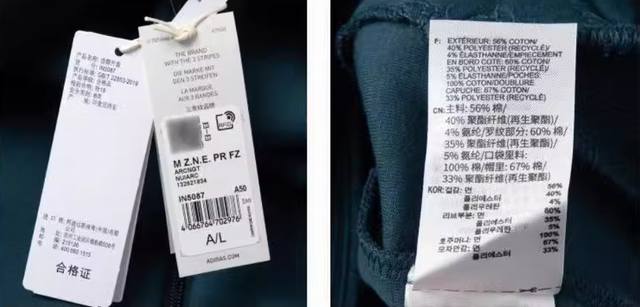 THE BRAND
WITH THE 3 STRIPES
DIE MARKE MIT
DEN 3 STREIFEN
LA MARQUE
AUX 3 BANDES
RFID
M Z.N.E. PR FZ
ARCNGT
NUIARC
IN5087
A50
4066764702976
A/L
合格证
F:
EXTÉRIEUR: 56% COTON/
40% POLYESTER (RECYCLÉ)/
4% ÉLASTHANNE/EMPIÈCEMENT
EN BORD CÔTE: 60% COTON/
35% POLYESTER (RECYCLÉ)/
5% ÉLASTHANNE/POCHES:
100% COTON/DOUBLURE
CAPUCHE: 67% COTON/
33% POLYESTER (RECYCLÉ)
CN:主料: 56% 棉/
40% 聚酯纤维(再生聚酯)/
4% 氨纶/罗纹部分: 60% 棉/
35% 聚酯纤维(再生聚酯)/
5% 氨纶/口袋里料:
100% 棉/帽里: 67% 棉/
33% 聚酯纤维(再生聚酯)
KOR:겉감: 면 56%
폴리에스터 40%
폴리우레탄 4%
리브부분: 면 60%
폴리에스터 35%
폴리우레탄 5%
호주머니: 면 100%
모자안감: 면 67%
폴리에스터 33%